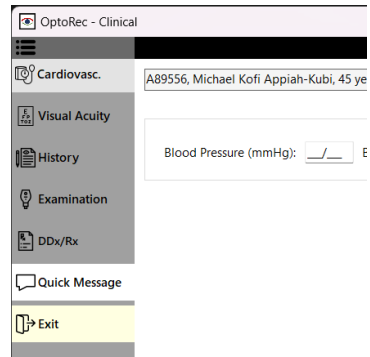 OptoRec - Clinical
Cardiovasc.
A89556, Michael Kofi Appiah-Kubi, 45 ye
Visual Acuity
Blood Pressure (mmHg): __/__
History
Examination
DDx/Rx
Quick Message
Exit